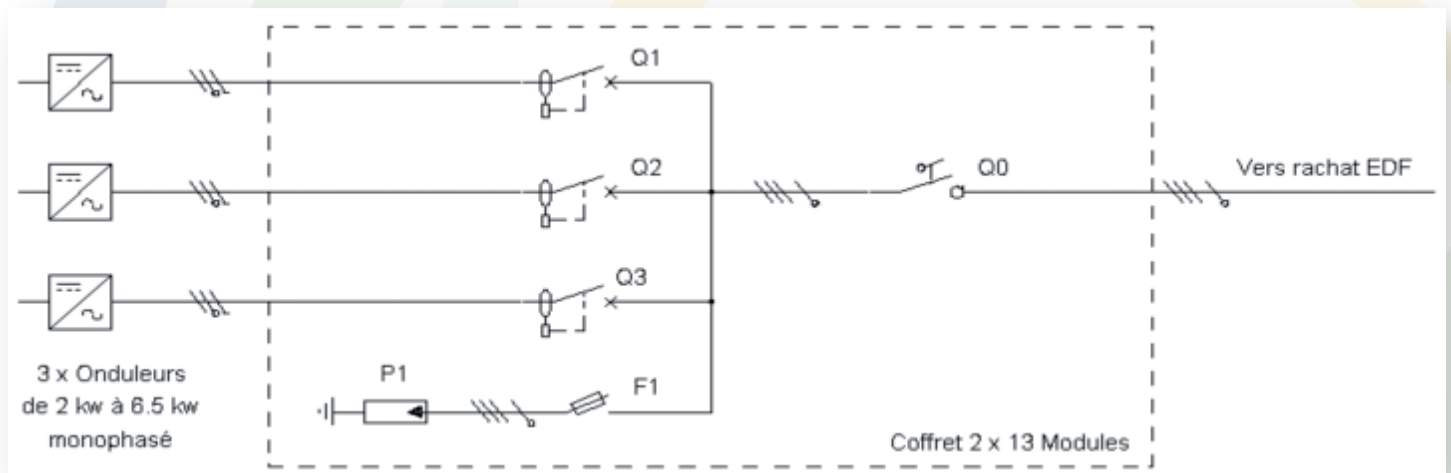 Q1
Q2
Q0
Vers rachat EDF
Q3
3 x Onduleurs
de 2 kw à 6.5 kw
monophasé
P1
F1
Coffret 2 x 13 Modules